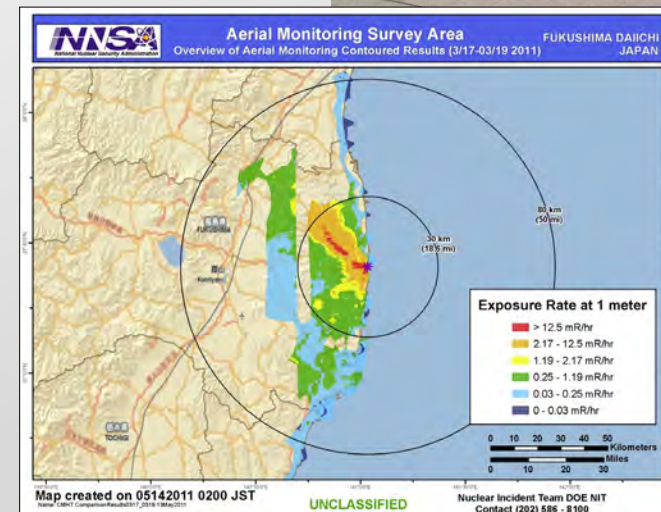 NNSA
National Nuclear Security Administration
Aerial Monitoring Survey Area
Overview of Aerial Monitoring Contoured Results (3/17-03/19 2011)
FUKUSHIMA DAIICHI
JAPAN
80 km
(50 mi)
30 km
(18.6 mi)
FUKUSHIMA
TOCHIGI
Exposure Rate at 1 meter
> 12.5 mR/hr
2.17 - 12.5 mR/hr
1.19 - 2.17 mR/hr
0.25 - 1.19 mR/hr
0.03 - 0.25 mR/hr
0 - 0.03 mR/hr
0 10 20 30 40 50
Kilometers
Miles
0 10 20 30
Map created on 05142011 0200 JST
UNCLASSIFIED
Nuclear Incident Team DOE NIT
Contact (202) 586 - 8100